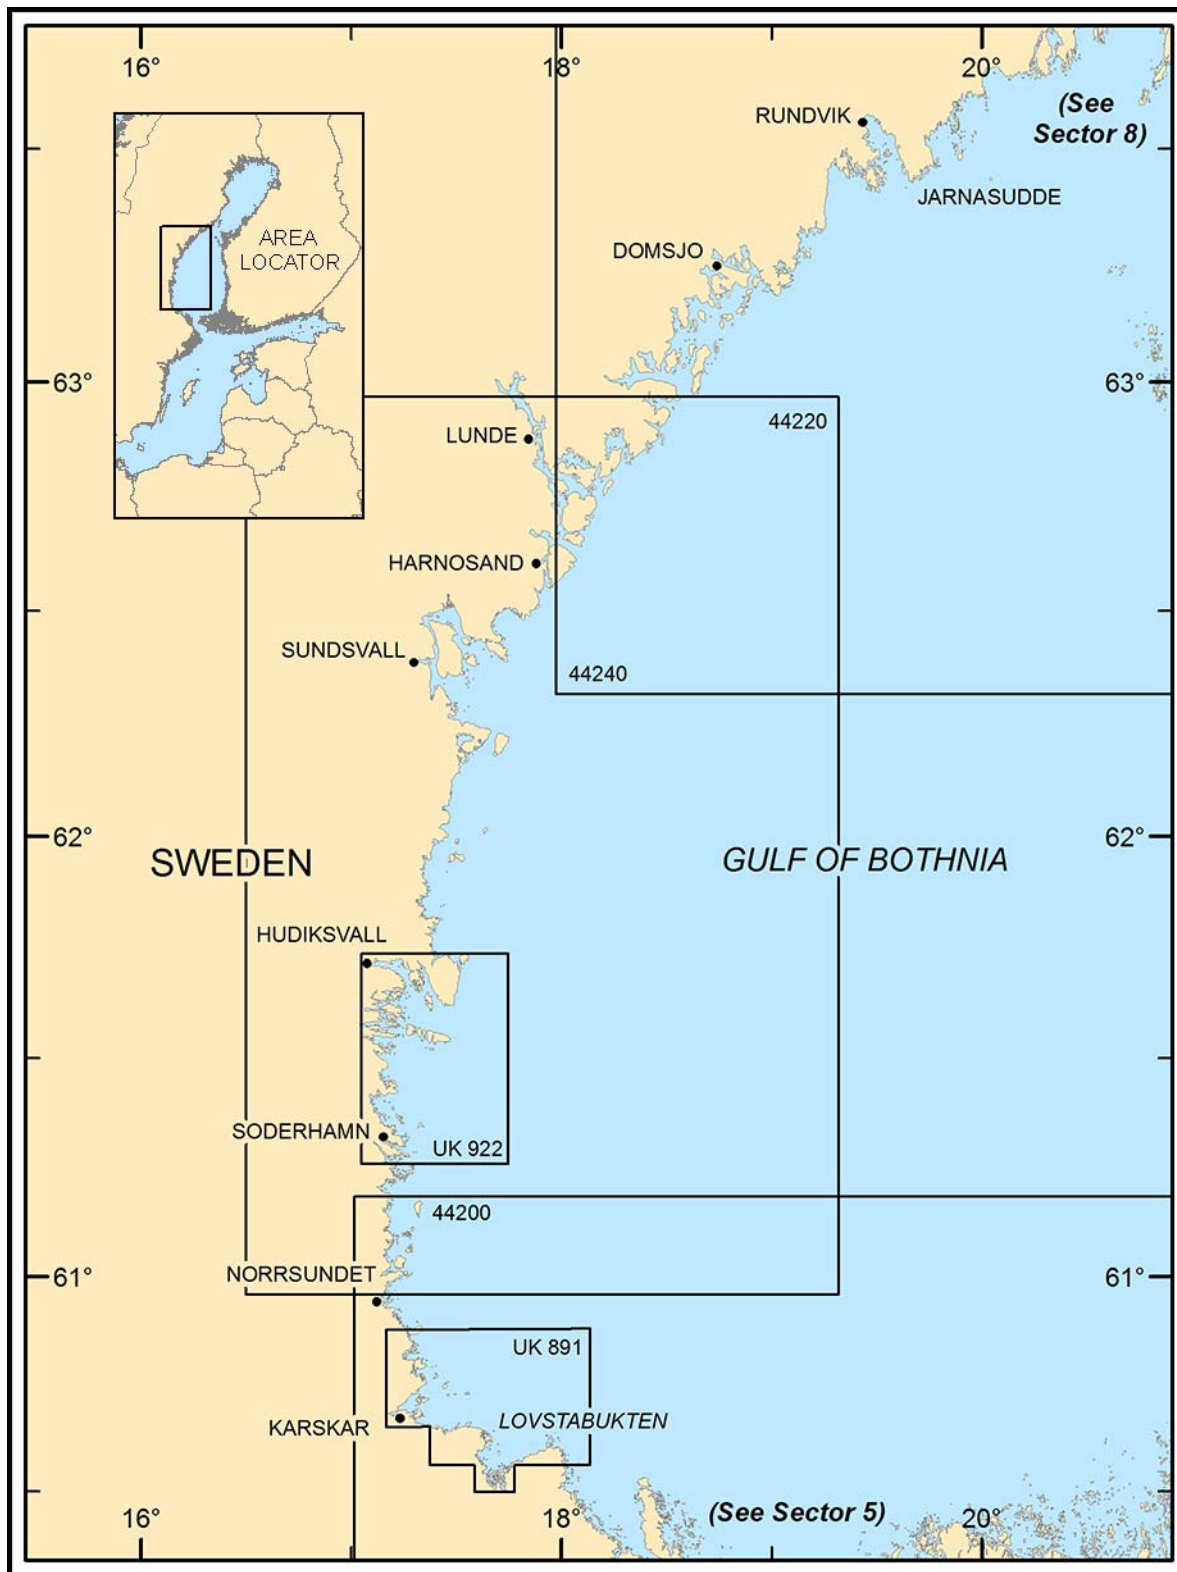 16°
18°
20°
RUNDVIK
(See
Sector 8)
JARNASUDDE
AREA
LOCATOR
DOMSJO
63°
63°
44220
LUNDE
HARNOSAND
SUNDSVALL
44240
62°
62°
SWEDEN
GULF OF BOTHNIA
HUDIKSVALL
SODERHAMN
UK 922
44200
NORRSUNDET
61°
61°
UK 891
KARSKAR
LOVSTABUKTEN
(See Sector 5)
16°
18°
20°